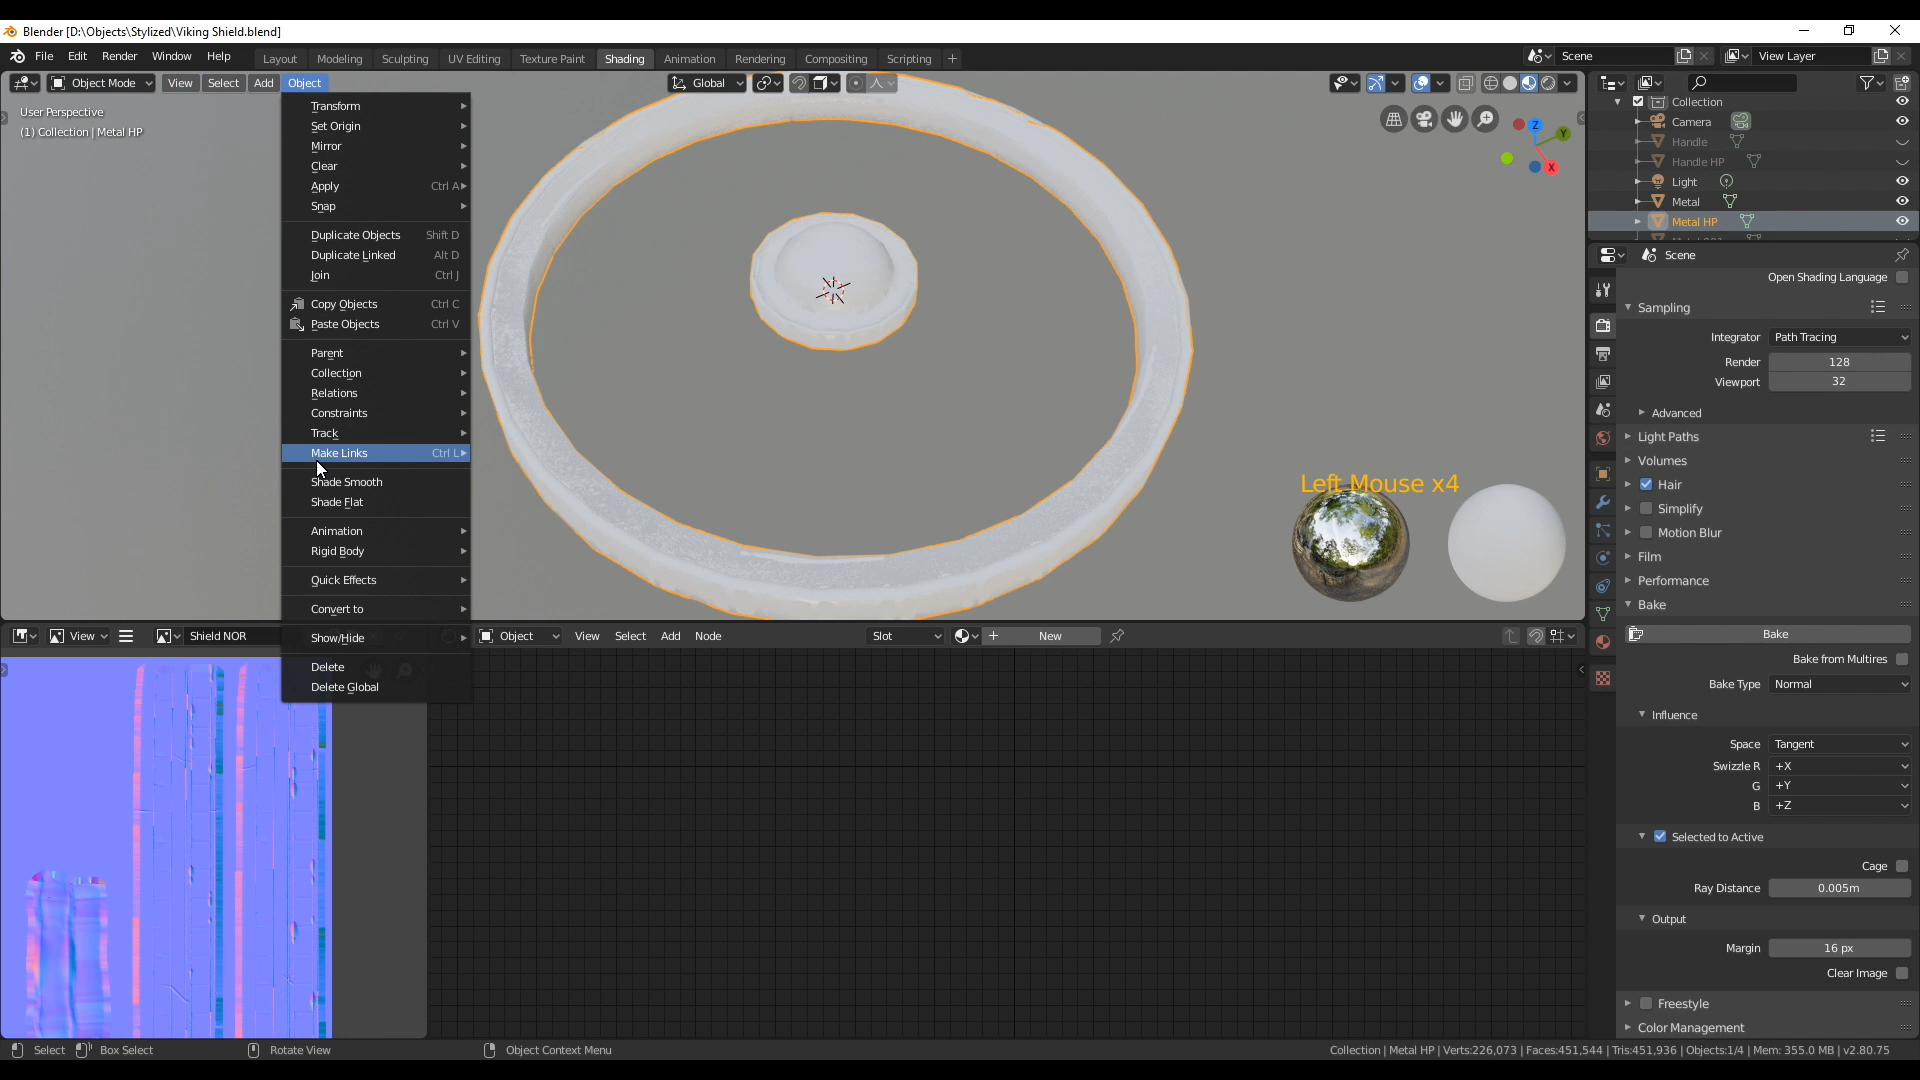 Blender [D:\Objects\Stylized\Viking Shield.blend]
File Edit Render Window Help Layout Modeling Sculpting UV Editing Texture Paint Shading Animation Rendering Compositing Scripting + Scene View Layer
Object Mode View Select Add Object Global
User Perspective
(1) Collection | Metal HP
Transform
Set Origin
Mirror
Clear
Apply Ctrl A
Snap
Duplicate Objects Shift D
Duplicate Linked Alt D
Join Ctrl J
Copy Objects Ctrl C
Paste Objects Ctrl V
Parent
Collection
Relations
Constraints
Track
Make Links Ctrl L
Shade Smooth
Shade Flat
Animation
Rigid Body
Quick Effects
Convert to
Show/Hide
Delete
Delete Global
Z
Y
X
Left Mouse x4
Collection
Camera
Handle
Handle HP
Light
Metal
Metal HP
Scene
Open Shading Language
Sampling
Integrator Path Tracing
Render 128
Viewport 32
Advanced
Light Paths
Volumes
Hair
Simplify
Motion Blur
Film
Performance
Bake
Bake
Bake from Multires
Bake Type Normal
Influence
Space Tangent
Swizzle R +X
G +Y
B +Z
Selected to Active
Cage
Ray Distance 0.005m
Output
Margin 16 px
Clear Image
Freestyle
Color Management
View Shield NOR
Object View Select Add Node Slot + New
Select Box Select Rotate View Object Context Menu
Collection | Metal HP | Verts:226,073 | Faces:451,544 | Tris:451,936 | Objects:1/4 | Mem: 355.0 MB | v2.80.75